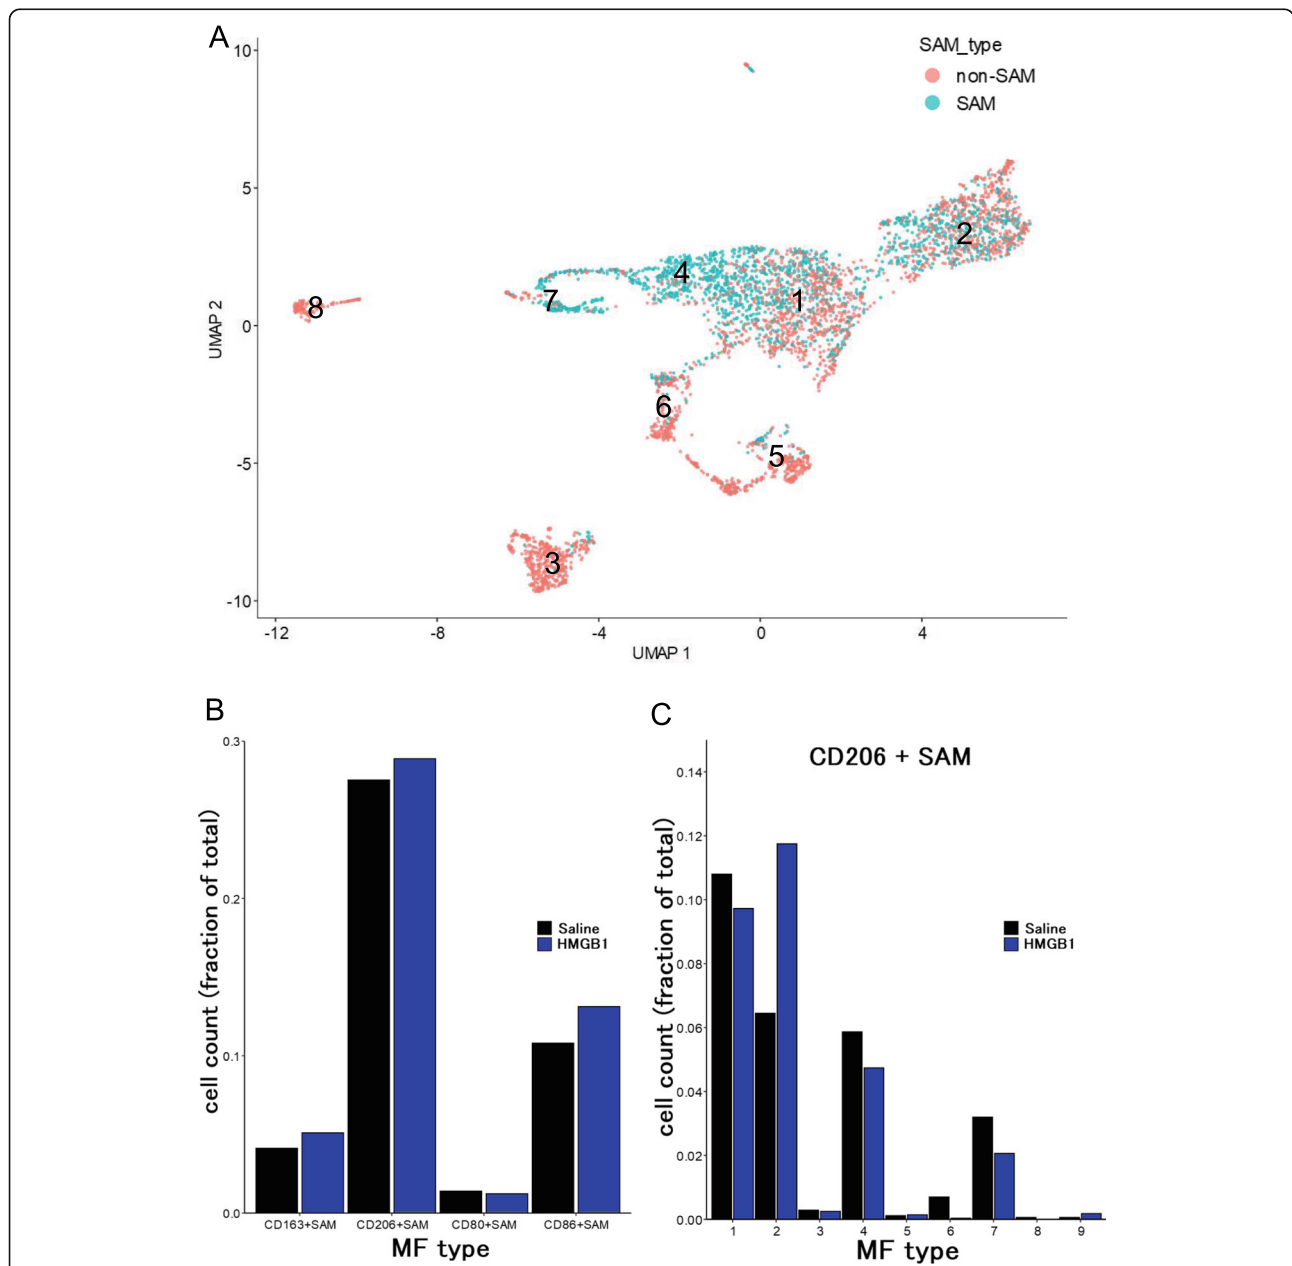 A
SAM_type
non-SAM
SAM
10
5
0
-5
-10
UMAP 2
1
2
3
4
5
6
7
8
-12 -8 -4 0 4
UMAP 1
B
0.3
0.2
0.1
0.0
cell count (fraction of total)
Saline
HMGB1
CD163+SAM CD206+SAM CD80+SAM CD86+SAM
MF type
C
CD206 + SAM
0.14
0.12
0.10
0.08
0.06
0.04
0.02
0.00
cell count (fraction of total)
Saline
HMGB1
1 2 3 4 5 6 7 8 9
MF type